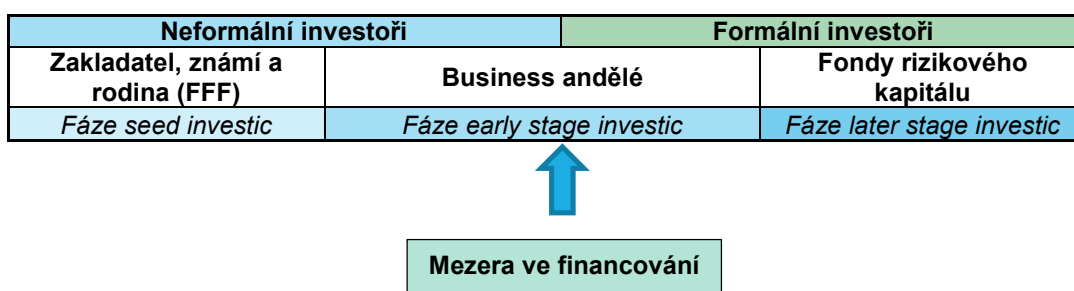 Neformální investoři
Formální investoři
Zakladatel, známí a
rodina (FFF)
Business andělé
Fondy rizikového
kapitálu
Fáze seed investic
Fáze early stage investic
Fáze later stage investic
Mezera ve financování